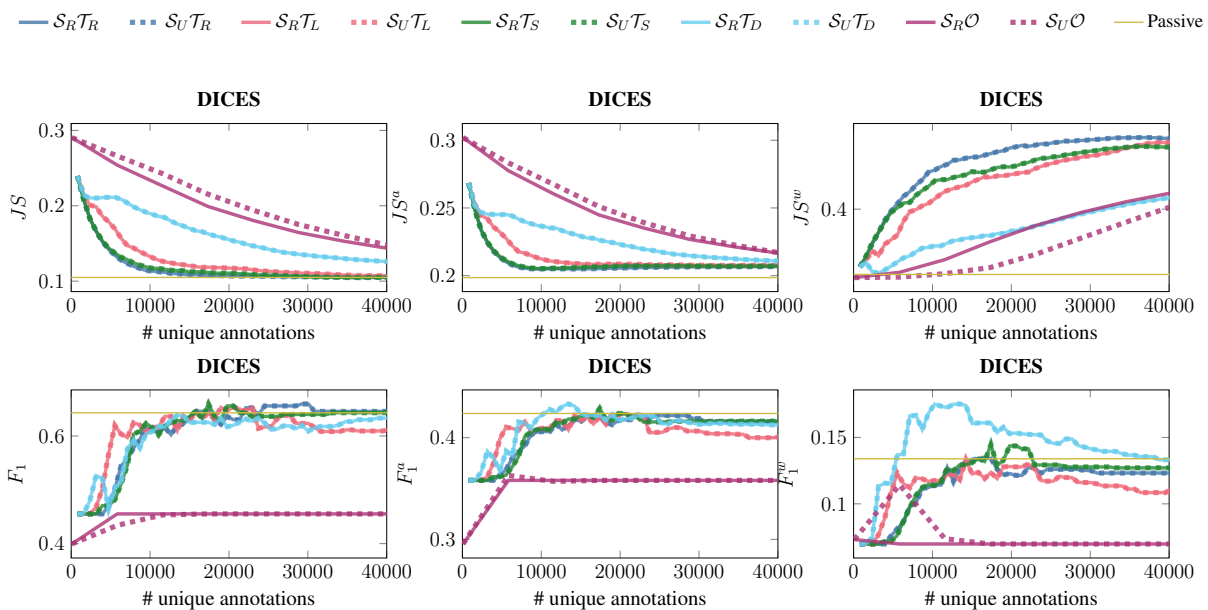 S_R T_R S_U T_R S_R T_L S_U T_L S_R T_S S_U T_S S_R T_D S_U T_D S_R O S_U O Passive
DICES DICES DICES
JS 0.3 0.2 0.1
JS^a 0.3 0.25 0.2
JS^w 0.4
0 10000 20000 30000 40000 0 10000 20000 30000 40000 0 10000 20000 30000 40000
# unique annotations # unique annotations # unique annotations
DICES DICES DICES
F_1 0.6 0.4
F_1^a 0.4 0.3
F_1^w 0.15 0.1
0 10000 20000 30000 40000 0 10000 20000 30000 40000 0 10000 20000 30000 40000
# unique annotations # unique annotations # unique annotations